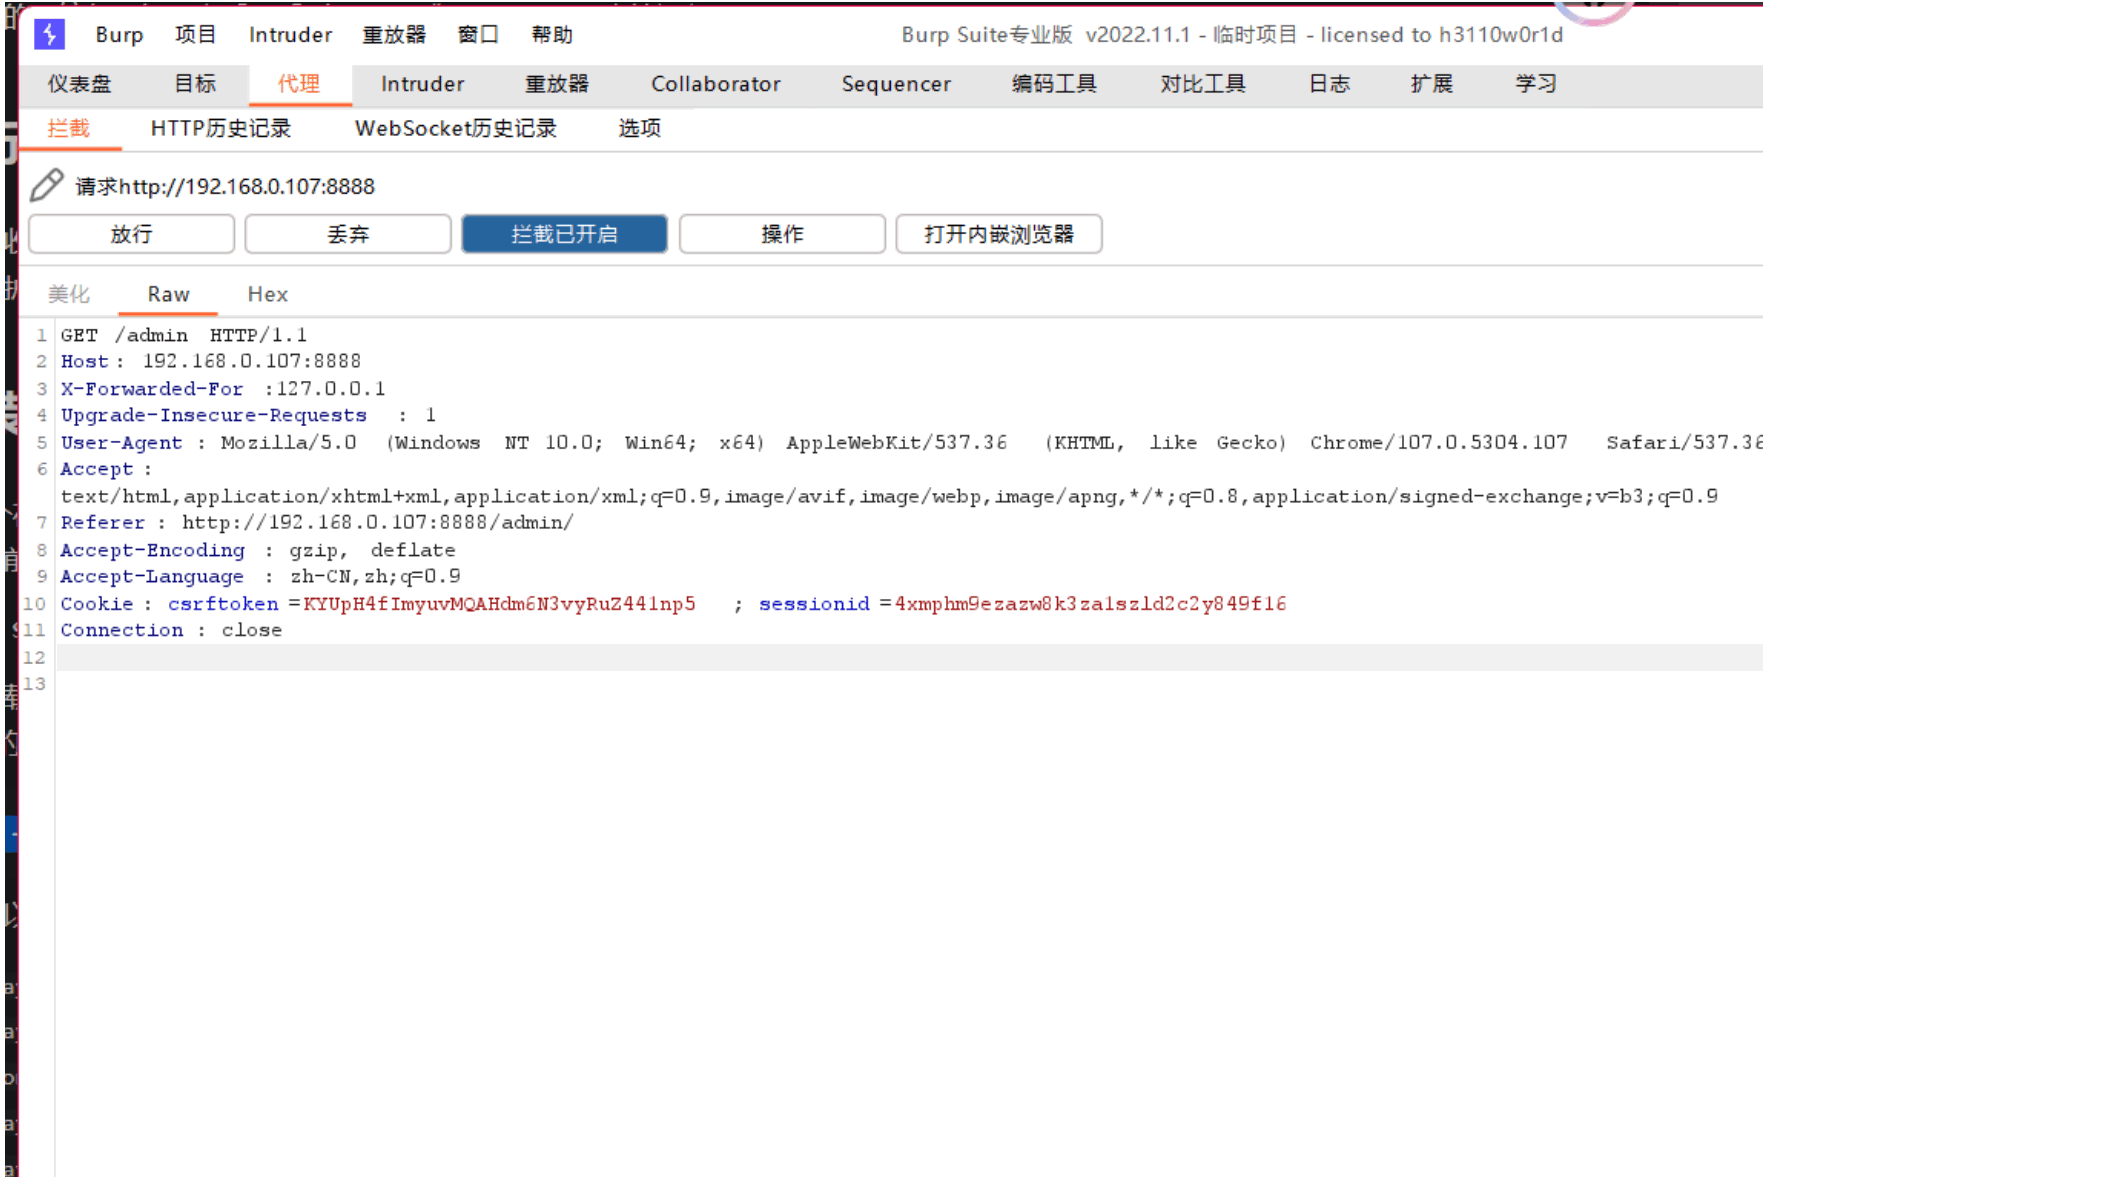 Burp 项目 Intruder 重放器 窗口 帮助 Burp Suite专业版 v2022.11.1 - 临时项目 - licensed to h3110w0r1d
仪表盘 目标 代理 Intruder 重放器 Collaborator Sequencer 编码工具 对比工具 日志 扩展 学习
拦截 HTTP历史记录 WebSocket历史记录 选项
请求http://192.168.0.107:8888
放行 丢弃 拦截已开启 操作 打开内嵌浏览器
美化 Raw Hex
1 GET /admin HTTP/1.1
2 Host: 192.168.0.107:8888
3 X-Forwarded-For :127.0.0.1
4 Upgrade-Insecure-Requests : 1
5 User-Agent : Mozilla/5.0 (Windows NT 10.0; Win64; x64) AppleWebKit/537.36 (KHTML, like Gecko) Chrome/107.0.5304.107 Safari/537.36
6 Accept :
text/html,application/xhtml+xml,application/xml;q=0.9,image/avif,image/webp,image/apng,*/*;q=0.8,application/signed-exchange;v=b3;q=0.9
7 Referer : http://192.168.0.107:8888/admin/
8 Accept-Encoding : gzip, deflate
9 Accept-Language : zh-CN,zh;q=0.9
10 Cookie : csrftoken =KYUpH4fImyuvMQAHdm6N3vyRuZ441np5 ; sessionid =4xmphm9ezazw8k3za1szld2c2y849f16
11 Connection : close
12
13